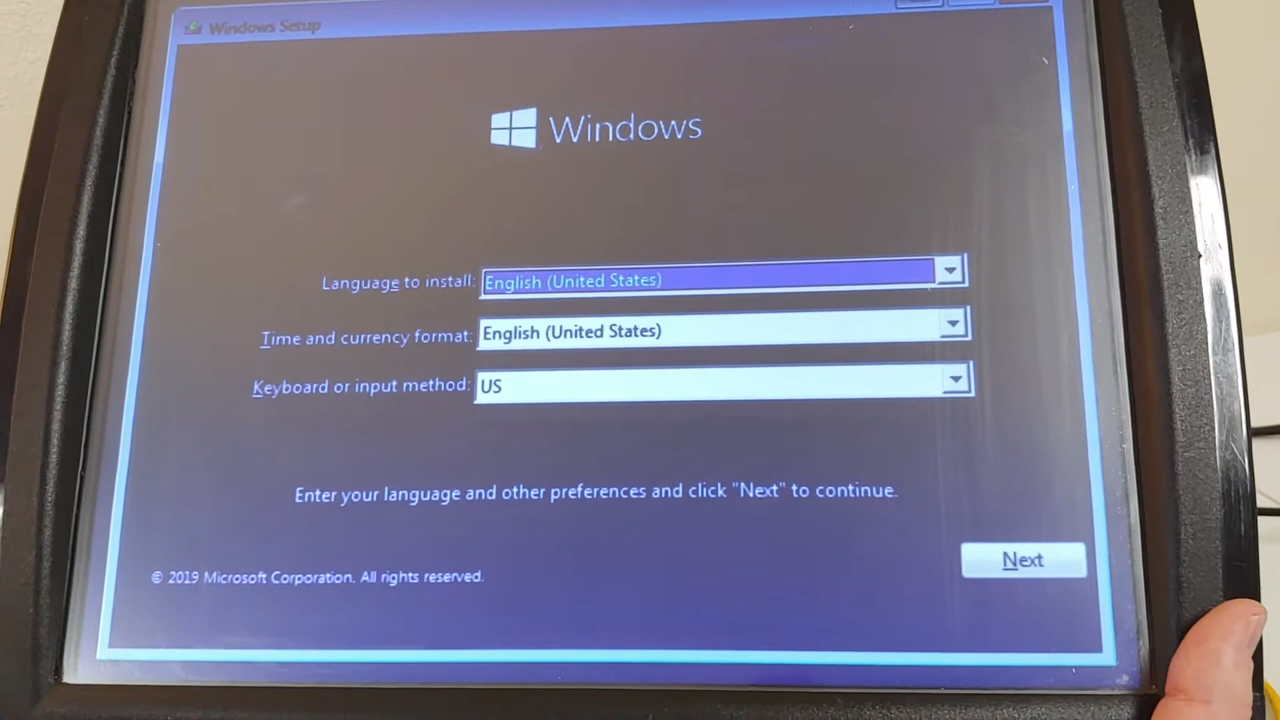 Windows Setup
Windows
Language to install: English (United States)
Time and currency format: English (United States)
Keyboard or input method: US
Enter your language and other preferences and click "Next" to continue.
Next
© 2019 Microsoft Corporation. All rights reserved.